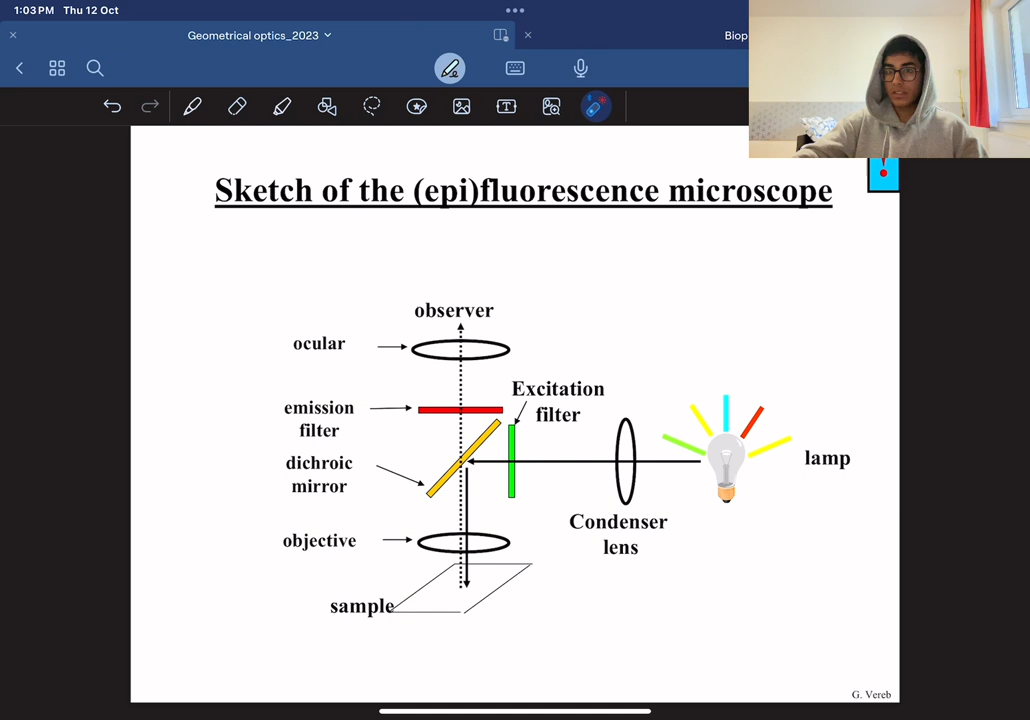 1:03 PM Thu 12 Oct
Geometrical optics_2023
Biop
Sketch of the (epi)fluorescence microscope
!
observer
ocular
Excitation
filter
emission
filter
dichroic
mirror
lamp
Condenser
lens
objective
sample
G. Vereb